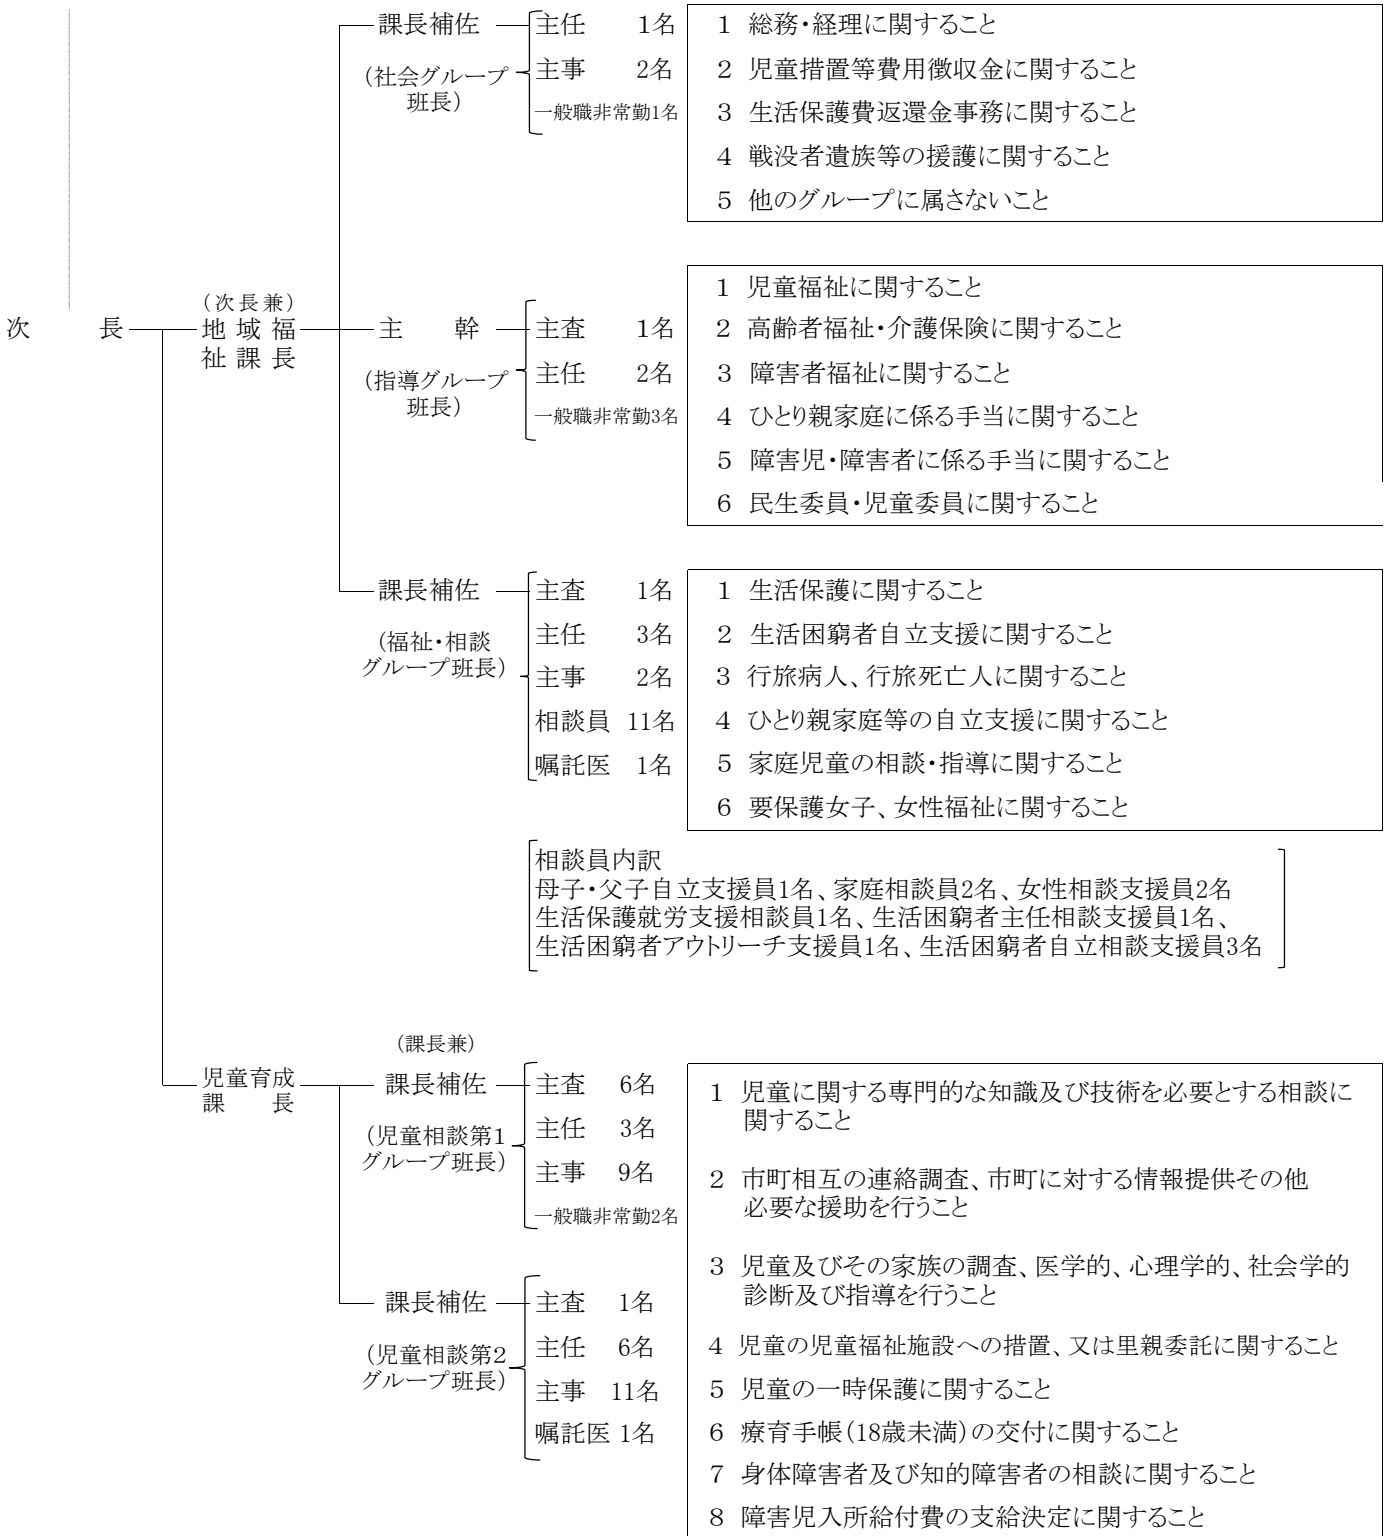 課長補佐
(社会グループ
班長)
主任 1名
主事 2名
一般職非常勤1名
1 総務・経理に関すること
2 児童措置等費用徴収金に関すること
3 生活保護費返還金事務に関すること
4 戦没者遺族等の援護に関すること
5 他のグループに属さないこと
次 長
(次長兼)
地域福
祉課長
主 幹
(指導グループ
班長)
主査 1名
主任 2名
一般職非常勤3名
1 児童福祉に関すること
2 高齢者福祉・介護保険に関すること
3 障害者福祉に関すること
4 ひとり親家庭に係る手当に関すること
5 障害児・障害者に係る手当に関すること
6 民生委員・児童委員に関すること
課長補佐
(福祉・相談
グループ班長)
主査 1名
主任 3名
主事 2名
相談員 11名
嘱託医 1名
1 生活保護に関すること
2 生活困窮者自立支援に関すること
3 行旅病人、行旅死亡人に関すること
4 ひとり親家庭等の自立支援に関すること
5 家庭児童の相談・指導に関すること
6 要保護女子、女性福祉に関すること
相談員内訳
母子・父子自立支援員1名、家庭相談員2名、女性相談支援員2名
生活保護就労支援相談員1名、生活困窮者主任相談支援員1名、
生活困窮者アウトリーチ支援員1名、生活困窮者自立相談支援員3名
児童育成
課 長
(課長兼)
課長補佐
(児童相談第1
グループ班長)
主査 6名
主任 3名
主事 9名
一般職非常勤2名
課長補佐
(児童相談第2
グループ班長)
主査 1名
主任 6名
主事 11名
嘱託医 1名
1 児童に関する専門的な知識及び技術を必要とする相談に
関すること
2 市町相互の連絡調査、市町に対する情報提供その他
必要な援助を行うこと
3 児童及びその家族の調査、医学的、心理学的、社会学的
診断及び指導を行うこと
4 児童の児童福祉施設への措置、又は里親委託に関すること
5 児童の一時保護に関すること
6 療育手帳(18歳未満)の交付に関すること
7 身体障害者及び知的障害者の相談に関すること
8 障害児入所給付費の支給決定に関すること